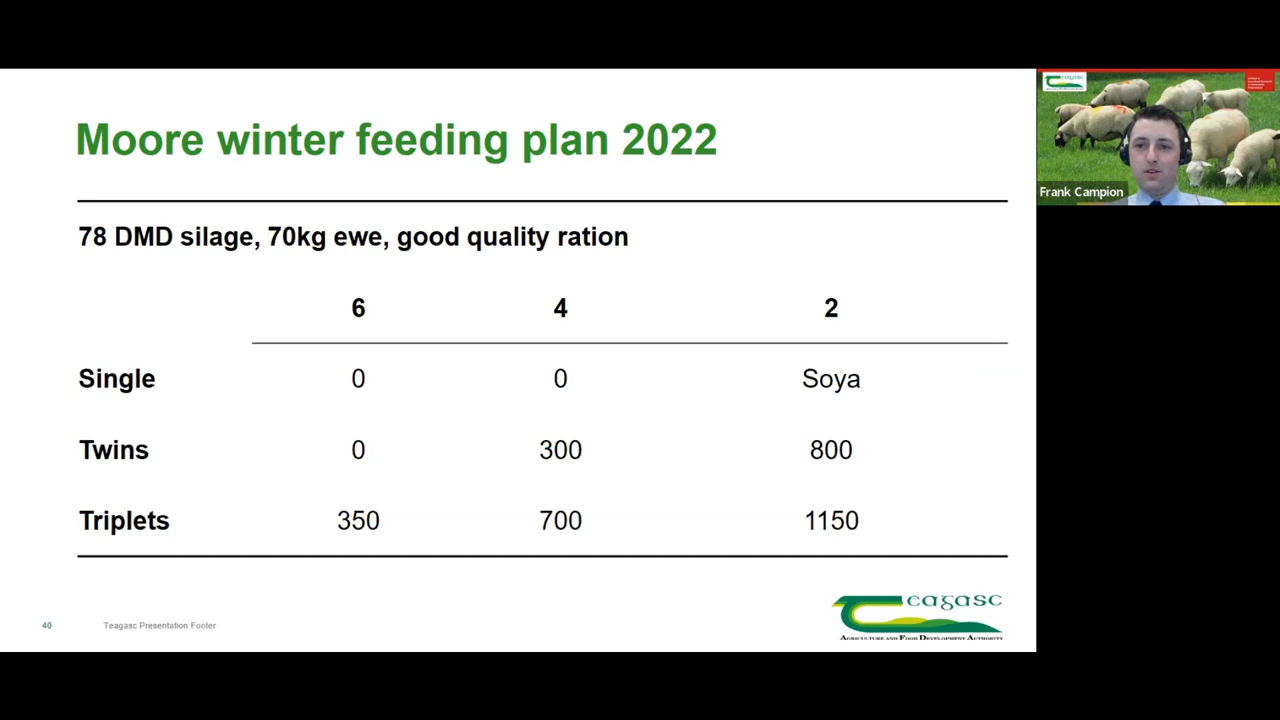 Moore winter feeding plan 2022
78 DMD silage, 70kg ewe, good quality ration
6 4 2
Single 0 0 Soya
Twins 0 300 800
Triplets 350 700 1150
40 Teagasc Presentation Footer
Teagasc
AGRICULTURE AND FOOD DEVELOPMENT AUTHORITY
Teagasc
Frank Campion